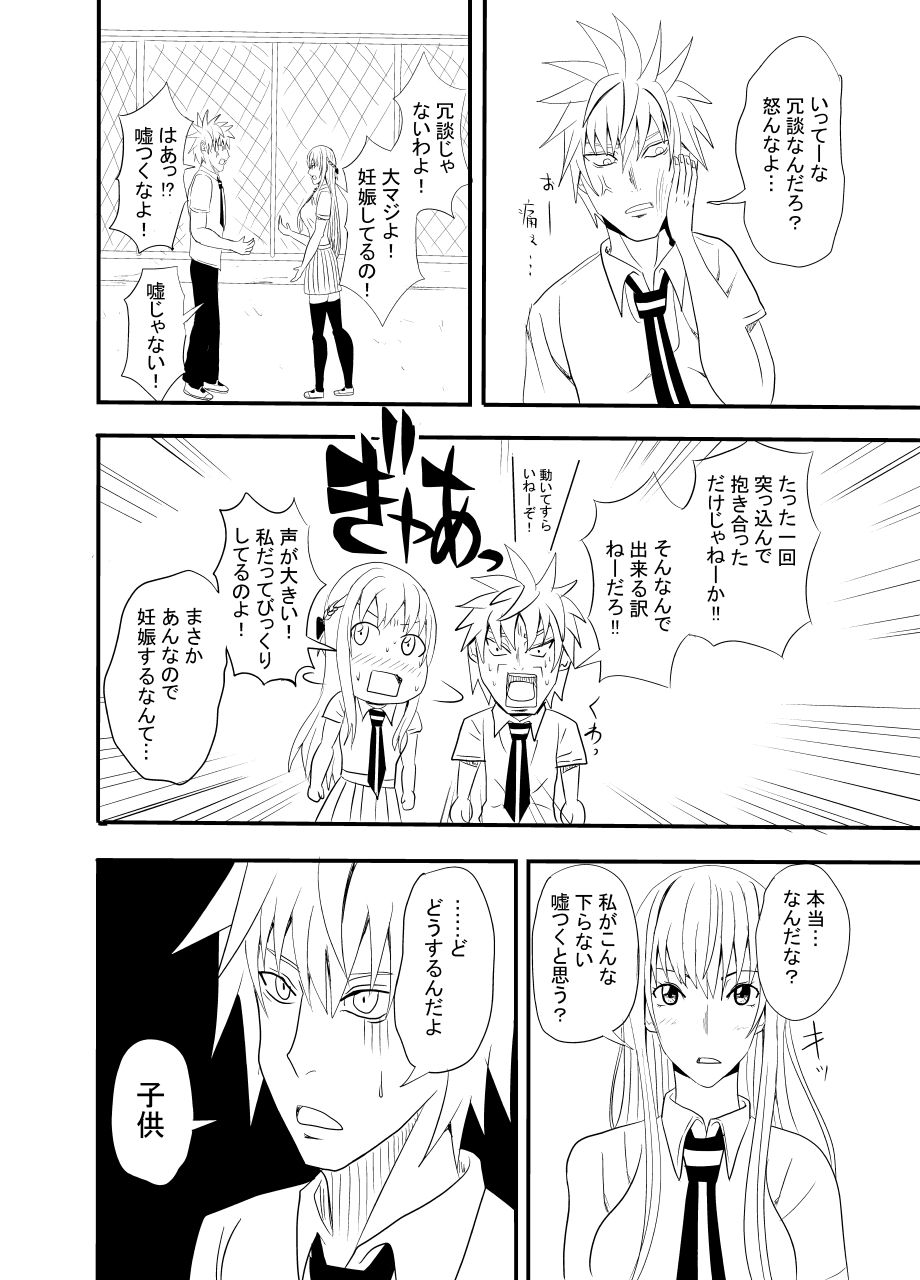 いってーな
冗談なんだろ？
怒んなよ…
おー
痛ぇ…
冗談じゃ
ないわよ！
大マジよ！
妊娠してるの！
はあっ!?
嘘つくなよ！
嘘じゃない！
たった一回
突っ込んで
抱き合った
だけじゃねーか!!
そんなんで
出来る訳
ねーだろ!!
動いてすら
いねーぞ！
ぎゃあっ
くわっ
声が大きい！
私だってびっくり
してるのよ！
まさか
あんなので
妊娠するなんて…
本当…
なんだな？
私がこんな
下らない
嘘つくと思う？
キッ
……ど
どうするんだよ
子供